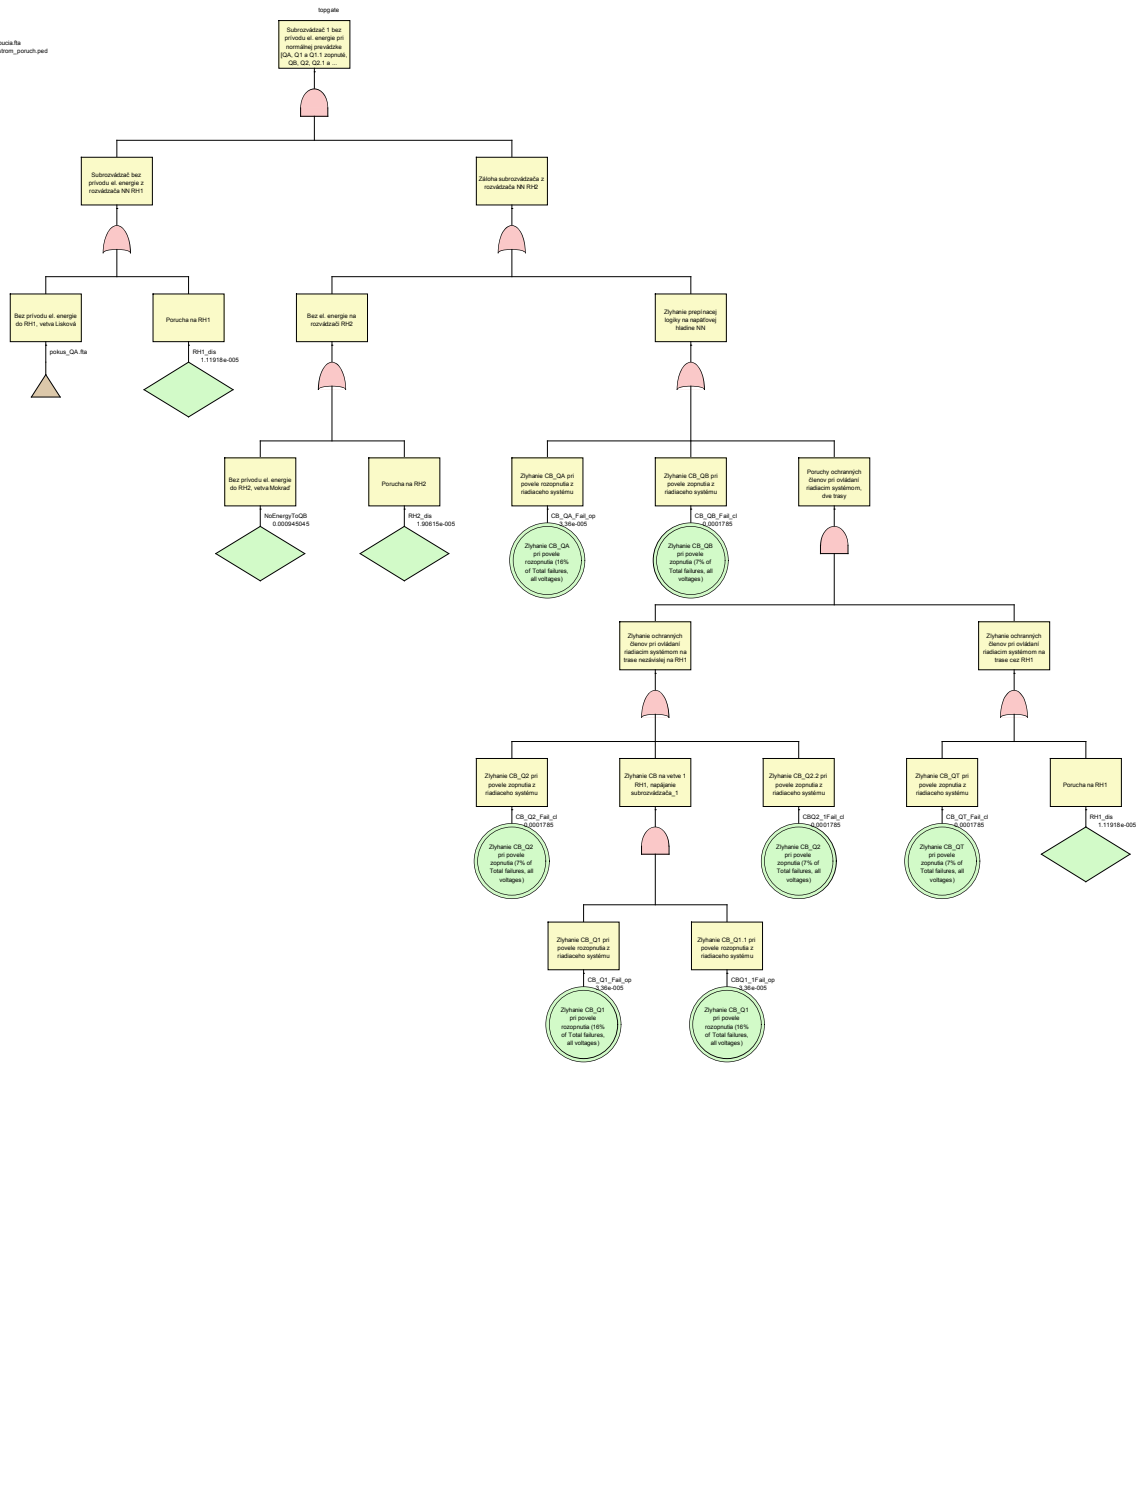 topgate
Subrozvádzač 1 bez
prívodu el. energie pri
normálnej prevádzke
[QA, Q1 a Q1.1 zopnuté,
QB, Q2, Q2.1 a ...
ucia.fta
strom_poruch.ped
Subrozvádzač bez
prívodu el. energie z
rozvádzača NN RH1
Záloha subrozvádzača z
rozvádzača NN RH2
Bez prívodu el. energie
do RH1, vetva Lisková
pokus_QA.fta
Porucha na RH1
RH1_dis
1.11918e-005
Bez el. energie na
rozvádzači RH2
Zlyhanie prepínacej
logiky na napäťovej
hladine NN
Bez prívodu el. energie
do RH2, vetva Mokraď
NoEnergyToQB
0.000945045
Porucha na RH2
RH2_dis
1.90615e-005
Zlyhanie CB_QA pri
povele rozopnutia z
riadiaceho systému
CB_QA_Fail_op
3.36e-005
Zlyhanie CB_QA
pri povele
rozopnutia (16%
of Total failures,
all voltages)
Zlyhanie CB_QB pri
povele zopnutia z
riadiaceho systému
CB_QB_Fail_cl
0.0001785
Zlyhanie CB_QB
pri povele
zopnutia (7% of
Total failures, all
voltages)
Poruchy ochranných
členov pri ovládaní
riadiacim systémom,
dve trasy
Zlyhanie ochranných
členov pri ovládaní
riadiacim systémom na
trase nezávislej na RH1
Zlyhanie ochranných
členov pri ovládaní
riadiacim systémom na
trase cez RH1
Zlyhanie CB_Q2 pri
povele zopnutia z
riadiaceho systému
CB_Q2_Fail_cl
0.0001785
Zlyhanie CB_Q2
pri povele
zopnutia (7% of
Total failures, all
voltages)
Zlyhanie CB na vetve 1
RH1, napájanie
subrozvádzača_1
Zlyhanie CB_Q2.2 pri
povele zopnutia z
riadiaceho systému
CBQ2_1Fail_cl
0.0001785
Zlyhanie CB_Q2
pri povele
zopnutia (7% of
Total failures, all
voltages)
Zlyhanie CB_QT pri
povele zopnutia z
riadiaceho systému
CB_QT_Fail_cl
0.0001785
Zlyhanie CB_QT
pri povele
zopnutia (7% of
Total failures, all
voltages)
Porucha na RH1
RH1_dis
1.11918e-005
Zlyhanie CB_Q1 pri
povele rozopnutia z
riadiaceho systému
CB_Q1_Fail_op
3.36e-005
Zlyhanie CB_Q1
pri povele
rozopnutia (16%
of Total failures,
all voltages)
Zlyhanie CB_Q1.1 pri
povele rozopnutia z
riadiaceho systému
CBQ1_1Fail_op
3.36e-005
Zlyhanie CB_Q1
pri povele
rozopnutia (16%
of Total failures,
all voltages)